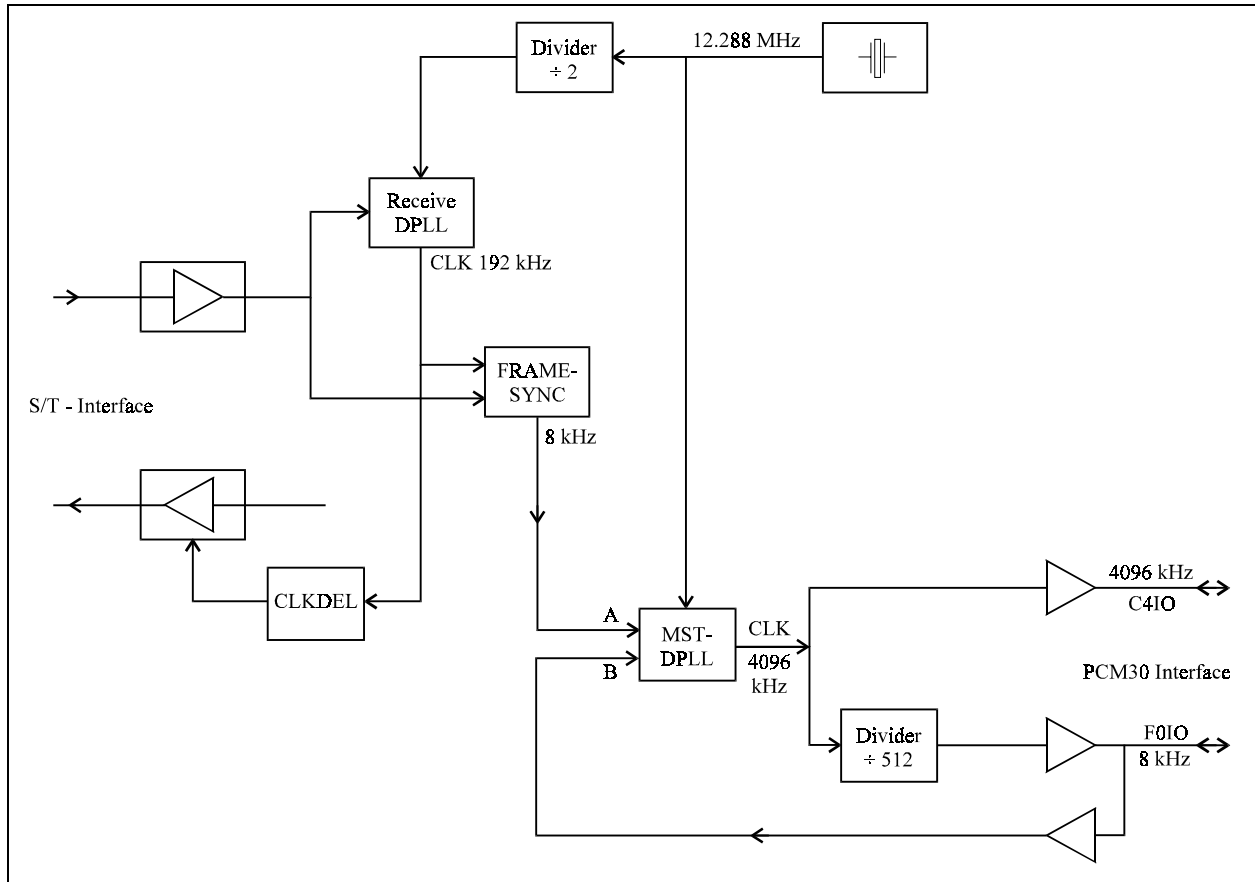 Divider
÷ 2
12.288 MHz
Receive
DPLL
CLK 192 kHz
FRAME-
SYNC
S/T - Interface
8 kHz
CLKDEL
A
B
MST-
DPLL
CLK
4096
kHz
4096 kHz
C4IO
PCM30 Interface
Divider
÷ 512
F0IO
8 kHz